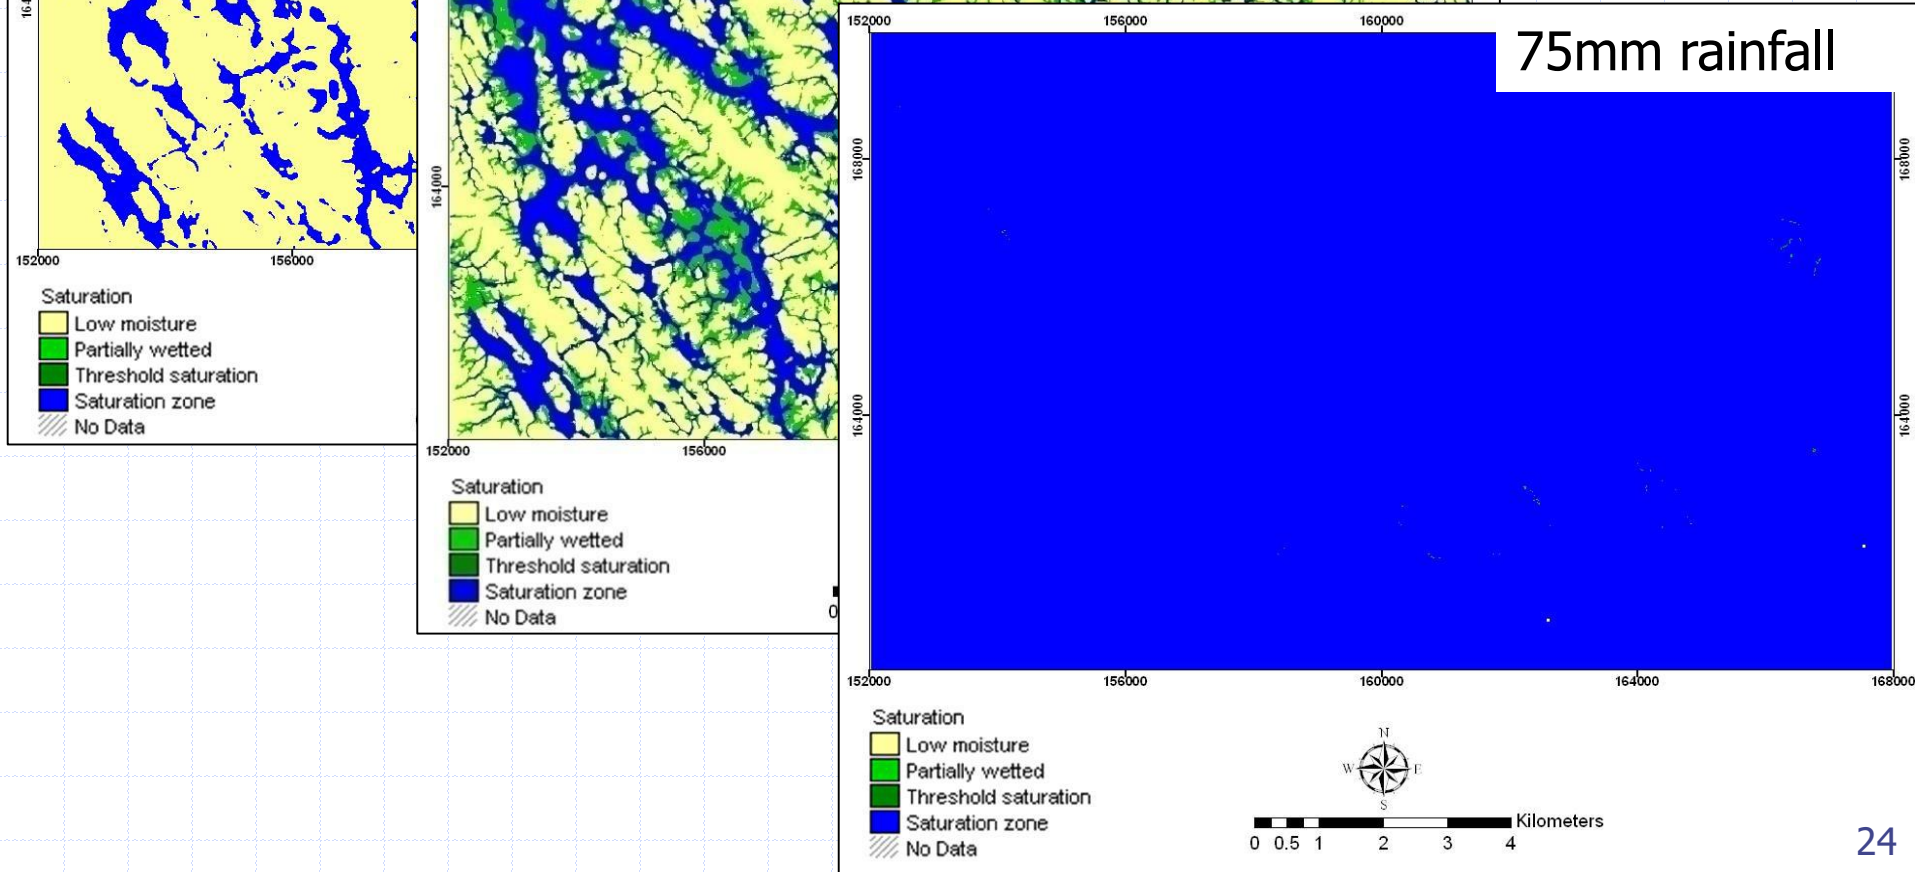 164
152000
156000
Saturation
Low moisture
Partially wetted
Threshold saturation
Saturation zone
No Data
164000
152000
156000
Saturation
Low moisture
Partially wetted
Threshold saturation
Saturation zone
No Data
0
152000
156000
160000
75mm rainfall
168000
168000
164000
164000
152000
156000
160000
164000
168000
Saturation
Low moisture
Partially wetted
Threshold saturation
Saturation zone
No Data
N
W E
S
Kilometers
0 0.5 1 2 3 4
24